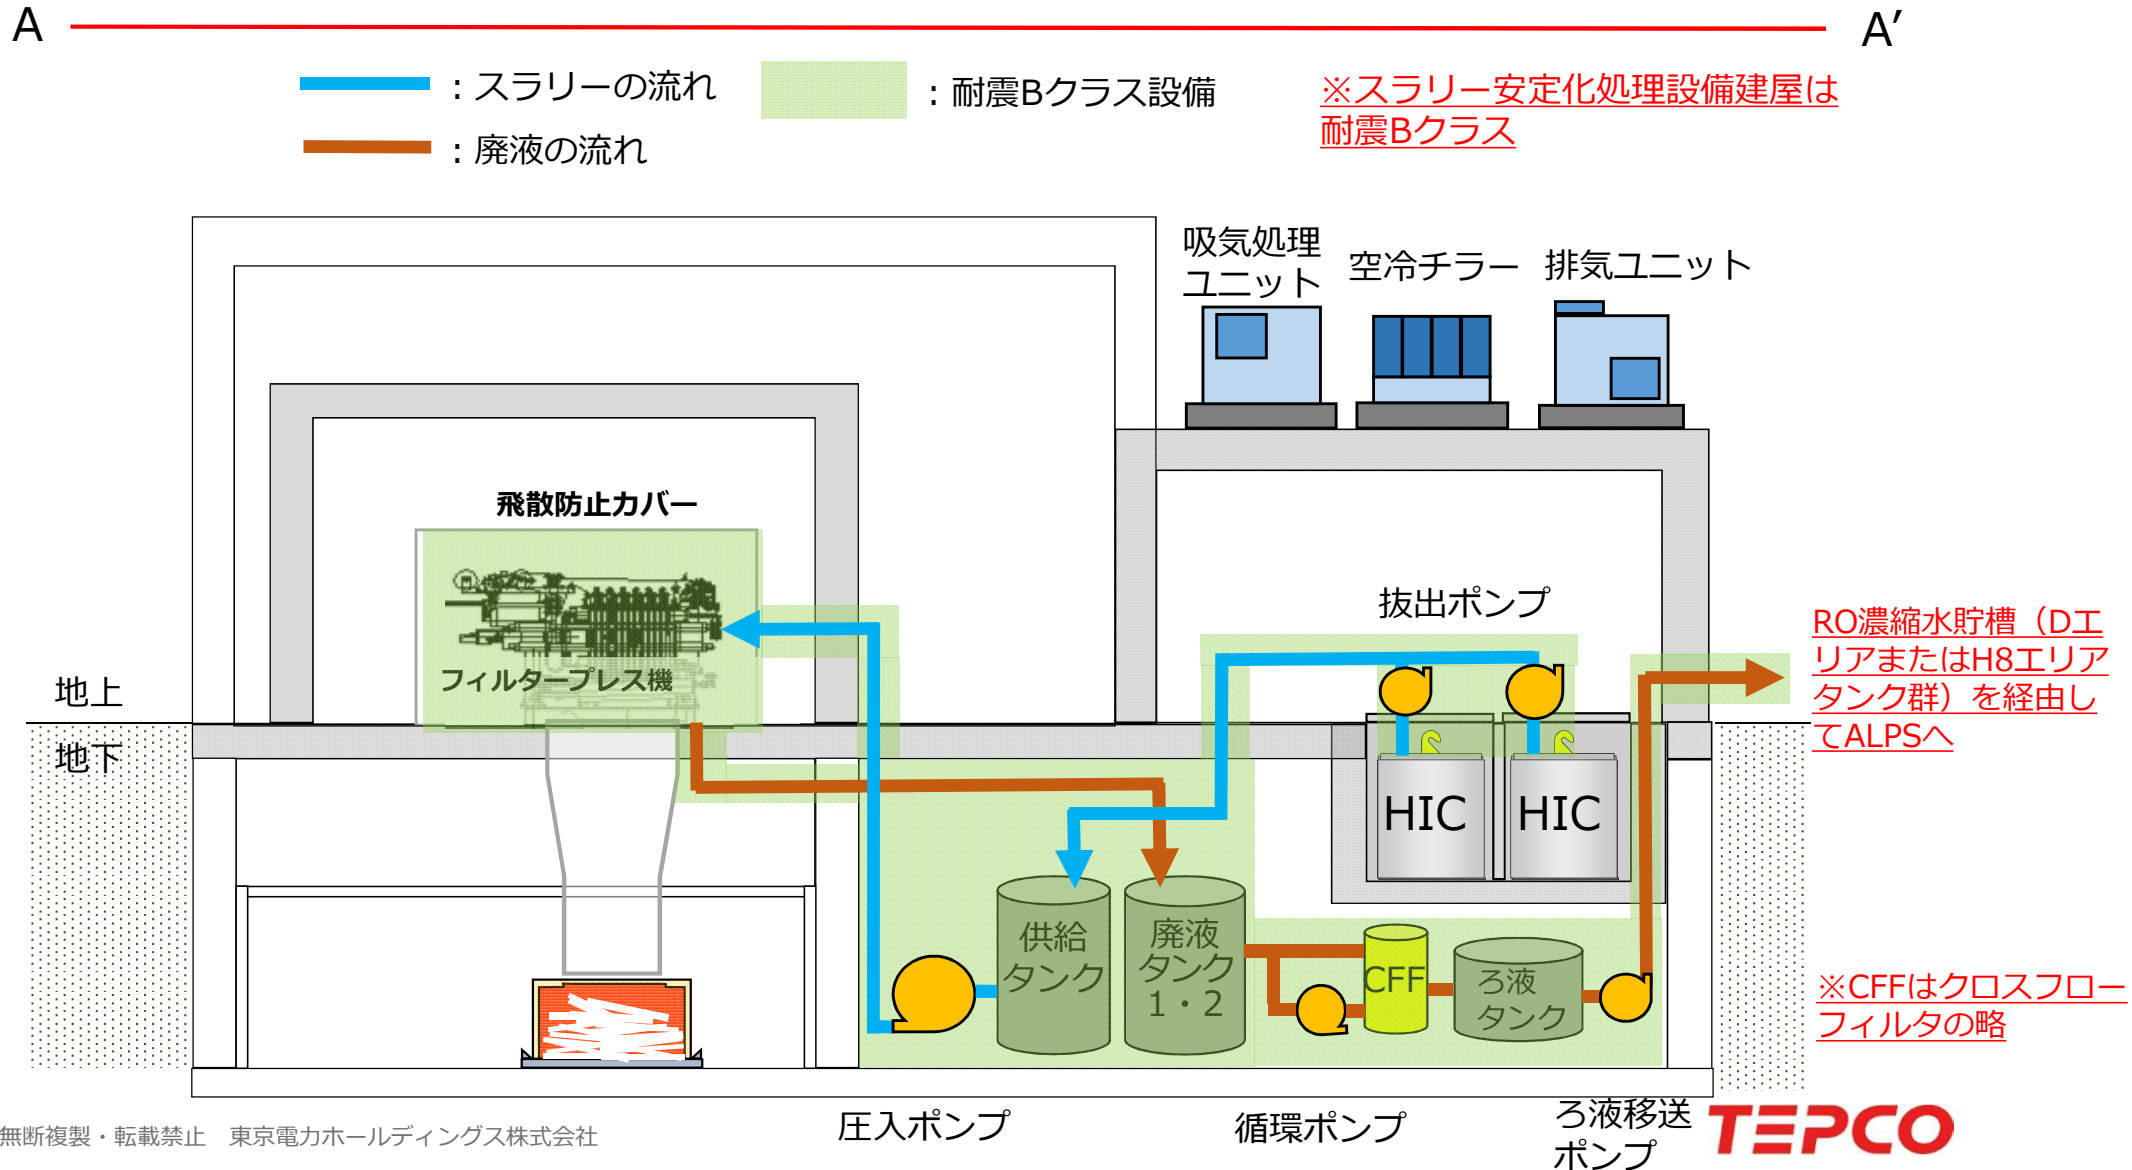 A
A′
：スラリーの流れ
：耐震Bクラス設備
※スラリー安定化処理設備建屋は
耐震Bクラス
：廃液の流れ
吸気処理
ユニット
空冷チラー
排気ユニット
飛散防止カバー
フィルタープレス機
抜出ポンプ
RO濃縮水貯槽（Dエ
リアまたはH8エリア
タンク群）を経由し
てALPSへ
地上
地下
HIC
HIC
供給
タンク
廃液
タンク
1・2
CFF
ろ液
タンク
※CFFはクロスフロー
フィルタの略
圧入ポンプ
循環ポンプ
ろ液移送
ポンプ
TEPCO
無断複製・転載禁止　東京電力ホールディングス株式会社